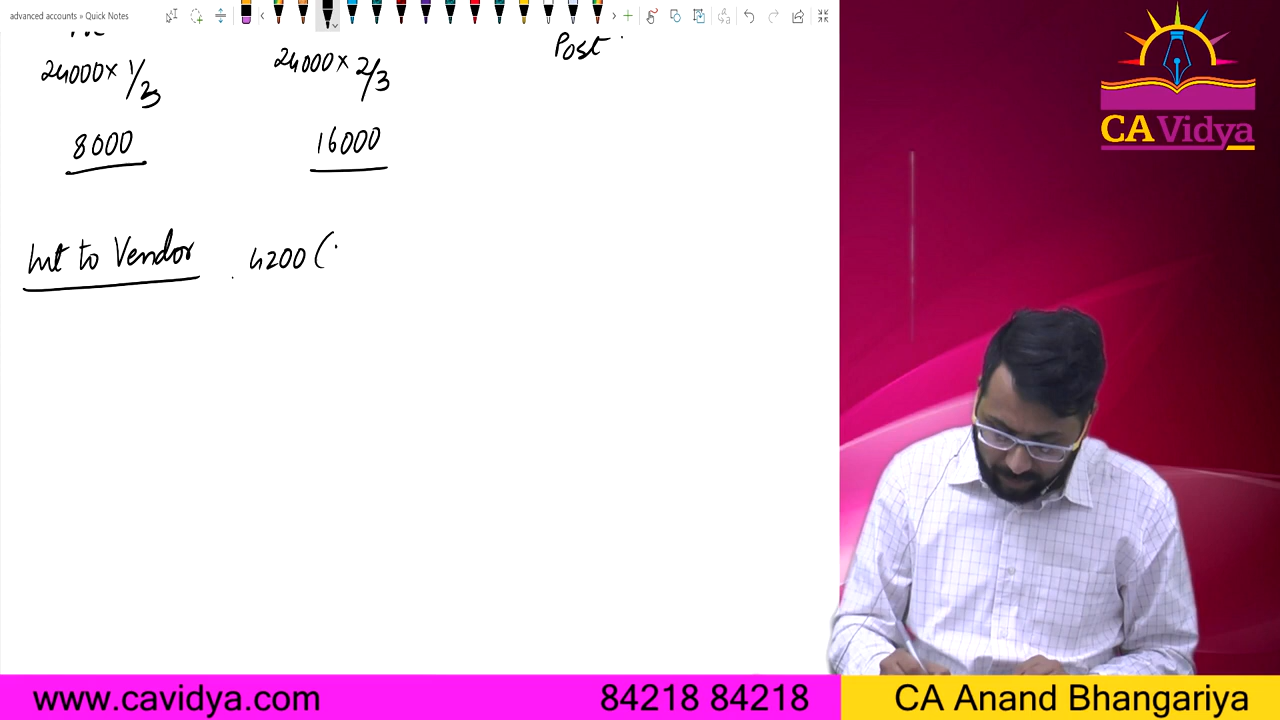 advanced accounts » Quick Notes
Post
24000 × 1/3
24000 × 2/3
8000
16000
Int to Vendor 4200 (
CA Vidya
www.cavidya.com
84218 84218
CA Anand Bhangariya